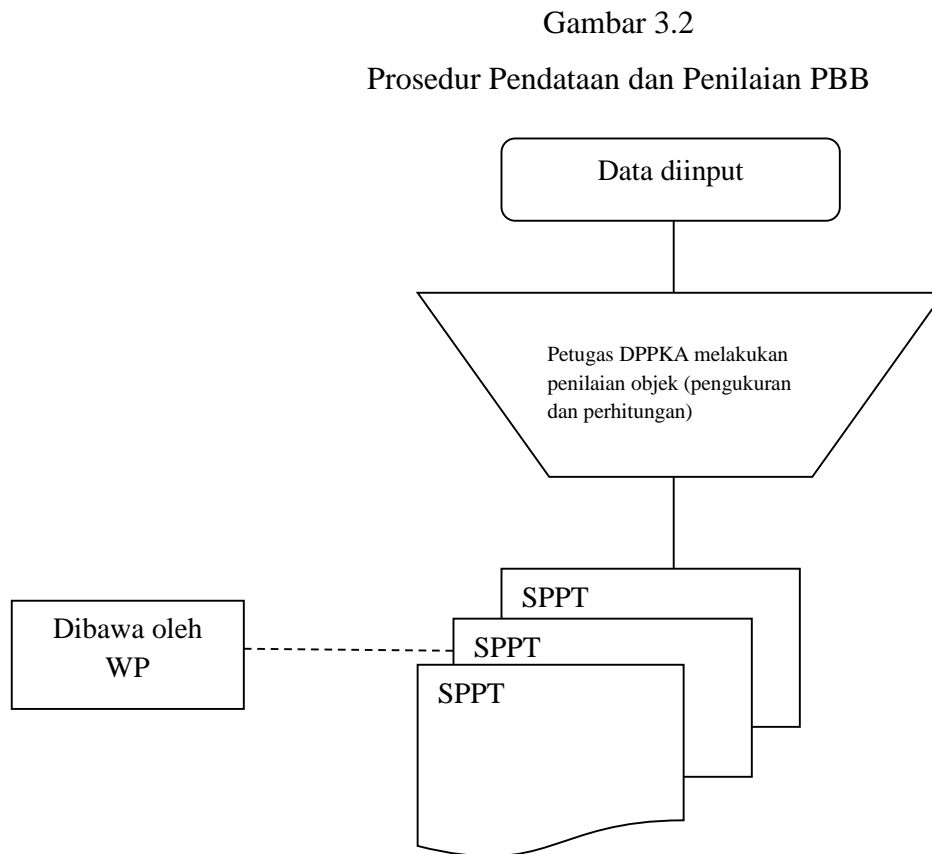 Gambar 3.2
Prosedur Pendataan dan Penilaian PBB
Data diinput
Petugas DPPKA melakukan
penilaian objek (pengukuran
dan perhitungan)
SPPT
Dibawa oleh
WP
SPPT
SPPT